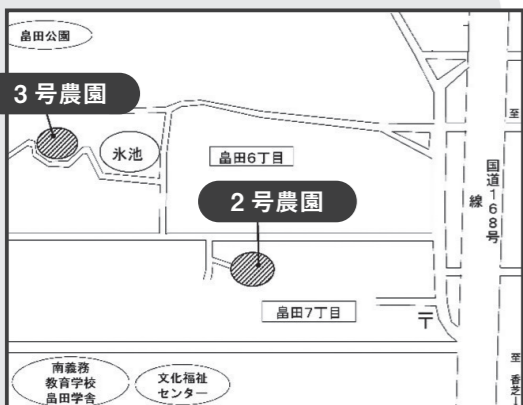 畠田公園
3号農園
氷池
畠田6丁目
2号農園
至
国道168号
線
畠田7丁目
〒
南義務
教育学校
畠田学舎
文化福祉
センター
至 香芝I